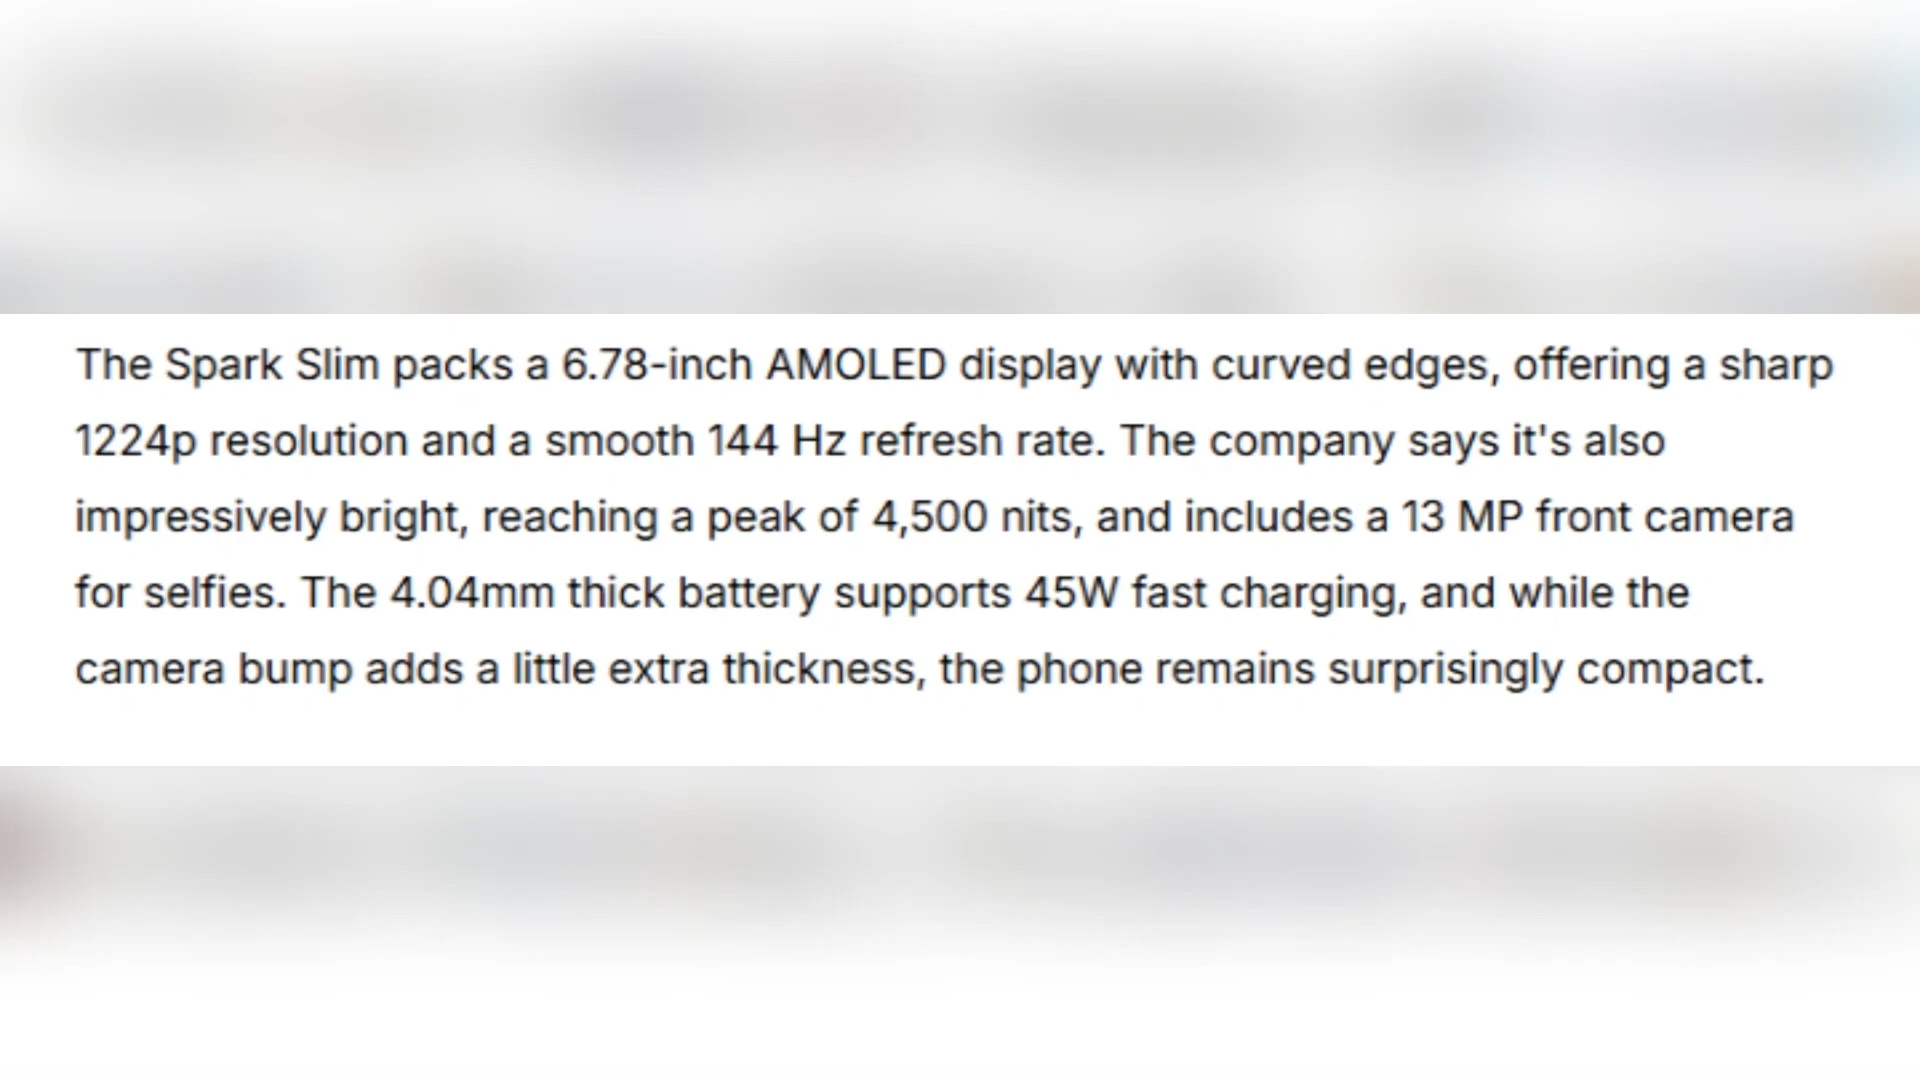 The Spark Slim packs a 6.78-inch AMOLED display with curved edges, offering a sharp
1224p resolution and a smooth 144 Hz refresh rate. The company says it's also
impressively bright, reaching a peak of 4,500 nits, and includes a 13 MP front camera
for selfies. The 4.04mm thick battery supports 45W fast charging, and while the
camera bump adds a little extra thickness, the phone remains surprisingly compact.